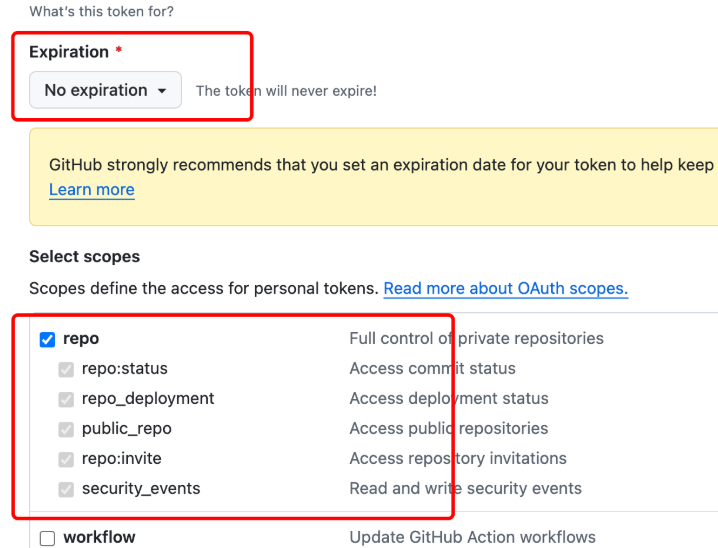 What's this token for?
Expiration *
No expiration The token will never expire!
GitHub strongly recommends that you set an expiration date for your token to help keep
Learn more
Select scopes
Scopes define the access for personal tokens. Read more about OAuth scopes.
repo Full control of private repositories
repo:status Access commit status
repo_deployment Access deployment status
public_repo Access public repositories
repo:invite Access repository invitations
security_events Read and write security events
workflow Update GitHub Action workflows